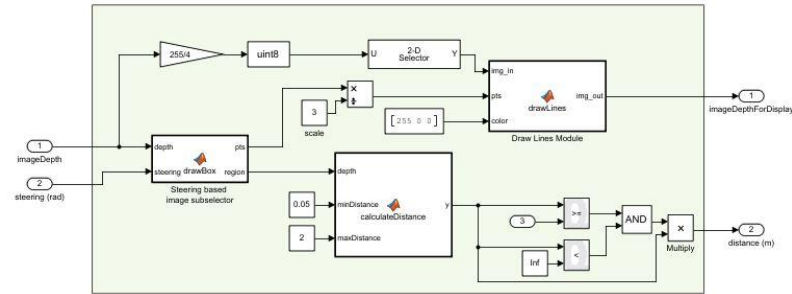 255/4
uint8
2-D
Selector
U
Y
img_in
pts
color
drawLines
img_out
Draw Lines Module
1
imageDepthForDisplay
×
÷
3
scale
[255 0 0]
1
imageDepth
2
steering (rad)
depth
steering
drawBox
pts
region
Steering based
image subselector
depth
minDistance
maxDistance
calculateDistance
y
0.05
2
3
>=
Inf
<
AND
×
Multiply
2
distance (m)